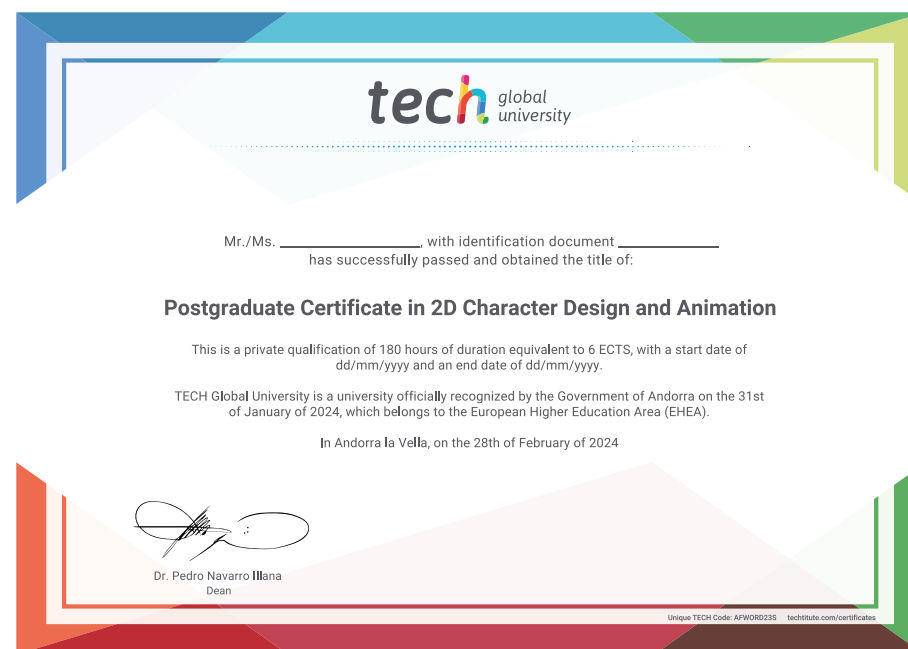 tech global
university
Mr./Ms. ____________________, with identification document ______________
has successfully passed and obtained the title of:
Postgraduate Certificate in 2D Character Design and Animation
This is a private qualification of 180 hours of duration equivalent to 6 ECTS, with a start date of
dd/mm/yyyy and an end date of dd/mm/yyyy.
TECH Global University is a university officially recognized by the Government of Andorra on the 31st
of January of 2024, which belongs to the European Higher Education Area (EHEA).
In Andorra la Vella, on the 28th of February of 2024
Dr. Pedro Navarro Illana
Dean
Unique TECH Code: AFWORD23S techtitute.com/certificates